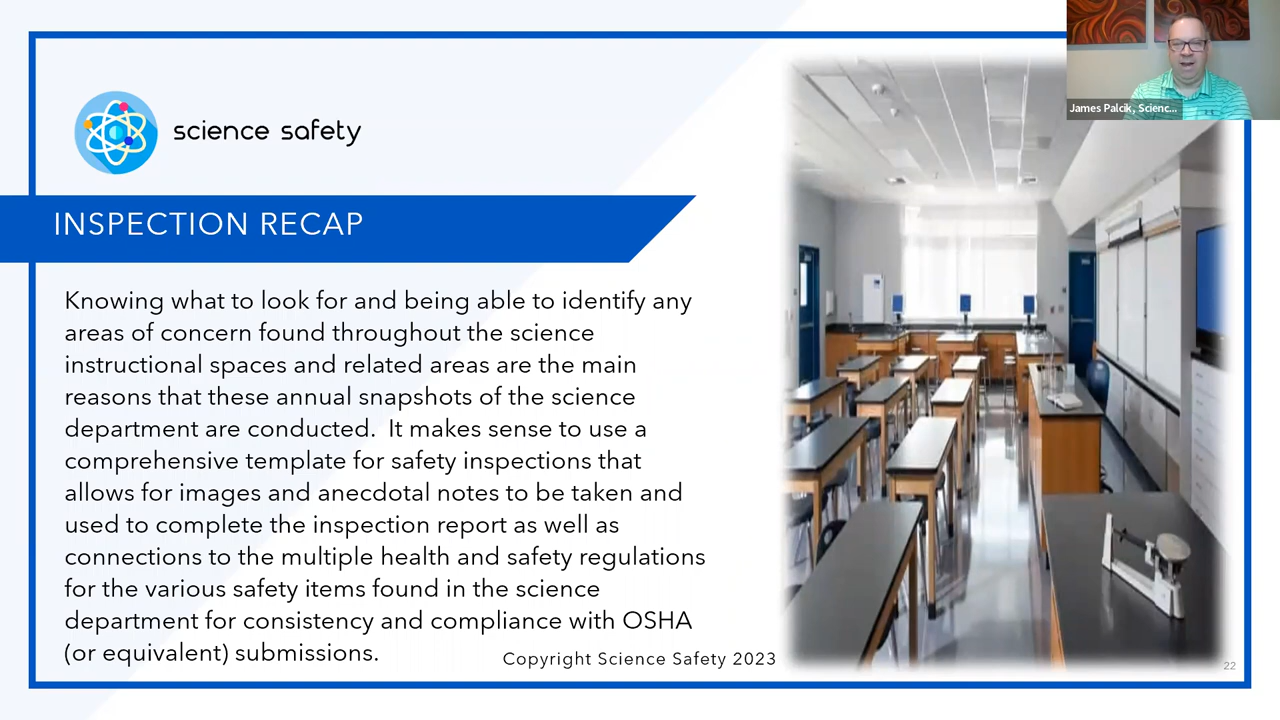 James Palcik, Scienc...
science safety
INSPECTION RECAP
Knowing what to look for and being able to identify any
areas of concern found throughout the science
instructional spaces and related areas are the main
reasons that these annual snapshots of the science
department are conducted.  It makes sense to use a
comprehensive template for safety inspections that
allows for images and anecdotal notes to be taken and
used to complete the inspection report as well as
connections to the multiple health and safety regulations
for the various safety items found in the science
department for consistency and compliance with OSHA
(or equivalent) submissions.
Copyright Science Safety 2023
22